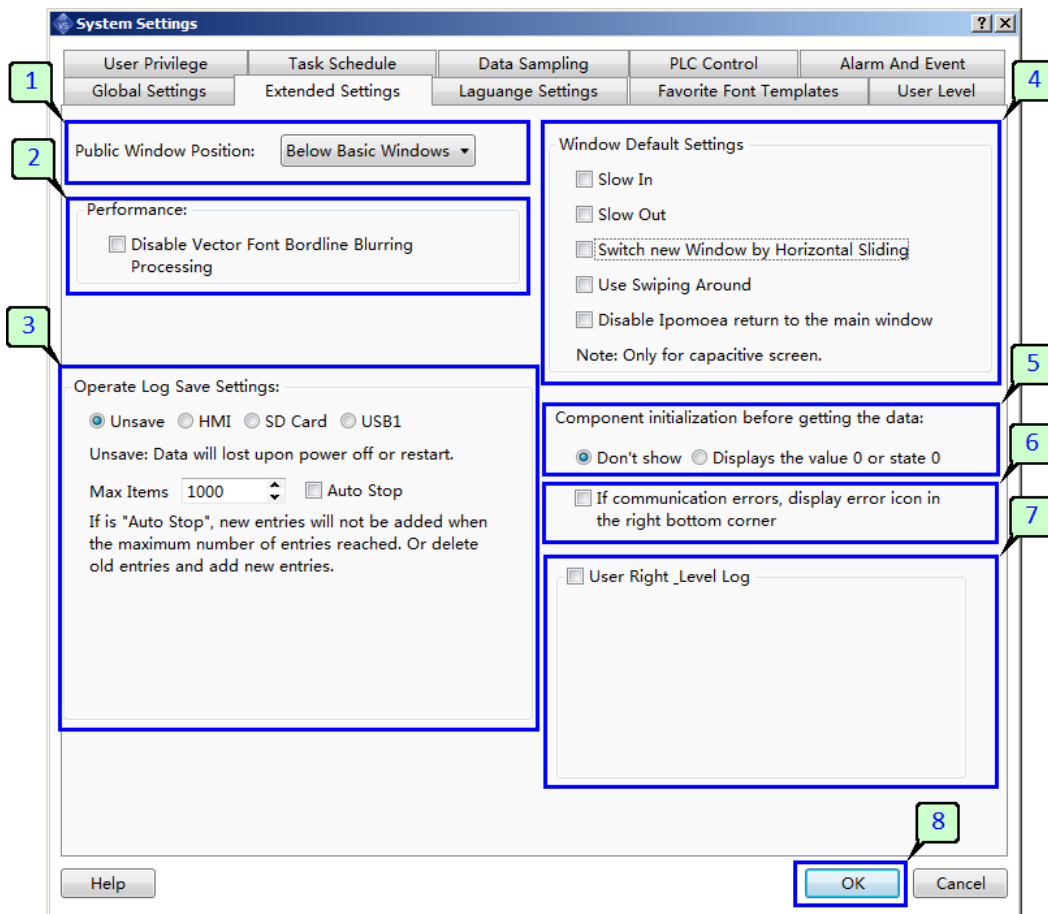 VS System Settings
? X
User Privilege Task Schedule Data Sampling PLC Control Alarm And Event
Global Settings Extended Settings Laguange Settings Favorite Font Templates User Level
1
Public Window Position: Below Basic Windows
2
Performance:
Disable Vector Font Bordline Blurring
Processing
3
Operate Log Save Settings:
Unsave HMI SD Card USB1
Unsave: Data will lost upon power off or restart.
Max Items 1000 Auto Stop
If is "Auto Stop", new entries will not be added when
the maximum number of entries reached. Or delete
old entries and add new entries.
4
Window Default Settings
Slow In
Slow Out
Switch new Window by Horizontal Sliding
Use Swiping Around
Disable Ipomoea return to the main window
Note: Only for capacitive screen.
5
Component initialization before getting the data:
Don't show Displays the value 0 or state 0
6
If communication errors, display error icon in
the right bottom corner
7
User Right _Level Log
8
Help OK Cancel